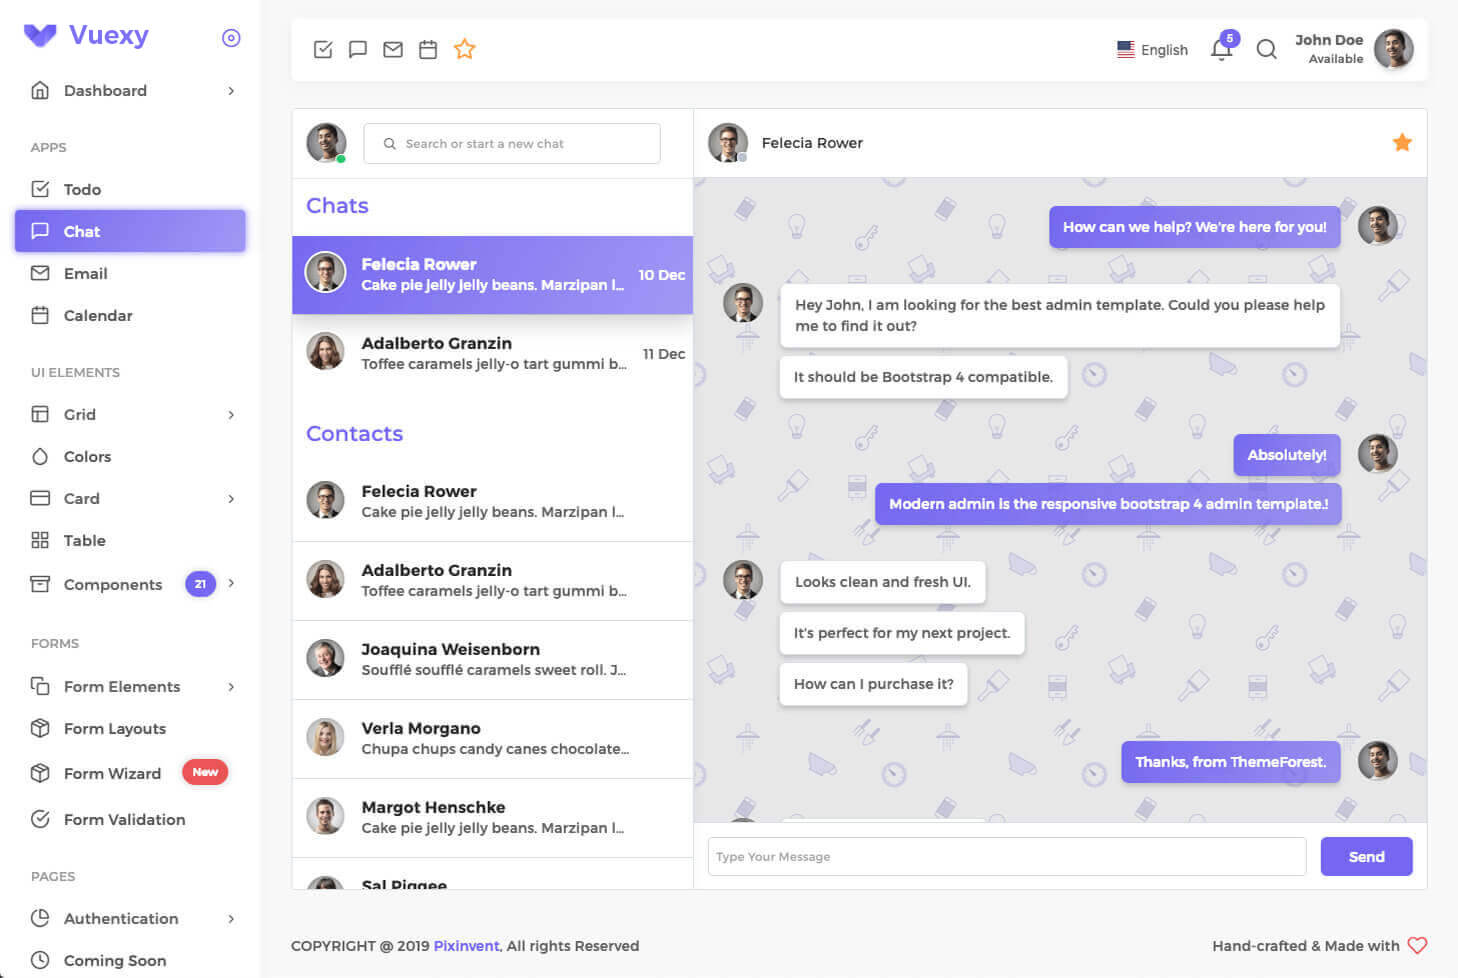 Vuexy
Dashboard
APPS
Todo
Chat
Email
Calendar
UI ELEMENTS
Grid
Colors
Card
Table
Components 21
FORMS
Form Elements
Form Layouts
Form Wizard New
Form Validation
PAGES
Authentication
Coming Soon
English
5
John Doe
Available
Search or start a new chat
Chats
Felecia Rower
Cake pie jelly jelly beans. Marzipan l...
10 Dec
Adalberto Granzin
Toffee caramels jelly-o tart gummi b...
11 Dec
Contacts
Felecia Rower
Cake pie jelly jelly beans. Marzipan l...
Adalberto Granzin
Toffee caramels jelly-o tart gummi b...
Joaquina Weisenborn
Soufflé soufflé caramels sweet roll. J...
Verla Morgano
Chupa chups candy canes chocolate...
Margot Henschke
Cake pie jelly jelly beans. Marzipan l...
Sal Piggee
Felecia Rower
How can we help? We're here for you!
Hey John, I am looking for the best admin template. Could you please help
me to find it out?
It should be Bootstrap 4 compatible.
Absolutely!
Modern admin is the responsive bootstrap 4 admin template.!
Looks clean and fresh UI.
It's perfect for my next project.
How can I purchase it?
Thanks, from ThemeForest.
Type Your Message
Send
COPYRIGHT @ 2019 Pixinvent, All rights Reserved
Hand-crafted & Made with